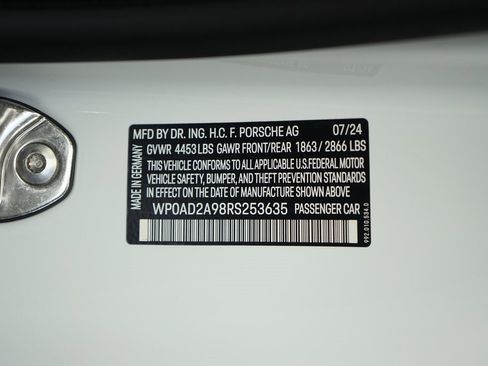 MFD BY DR. ING. H.C. F. PORSCHE AG 07/24
GVWR 4453 LBS GAWR FRONT/REAR 1863/ 2866 LBS
THIS VEHICLE CONFORMS TO ALL APPLICABLE U.S.FEDERAL MOTOR
VEHICLE SAFETY, BUMPER, AND THEFT PREVENTION STANDARDS
IN EFFECT ON THE DATE OF MANUFACTURE SHOWN ABOVE
WP0AD2A98RS253635 PASSENGER CAR
MADE IN GERMANY
992.010.534.0